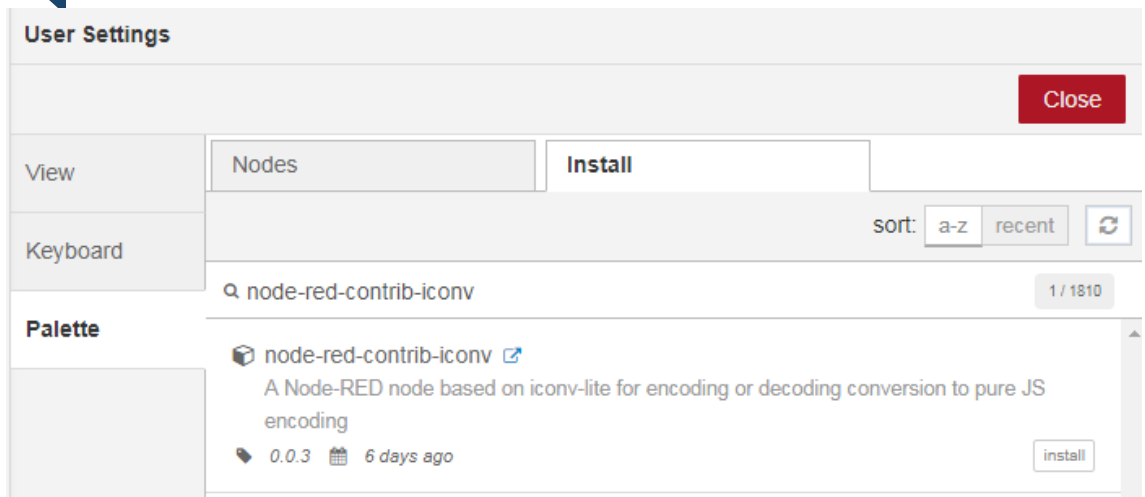 User Settings
Close
View
Nodes
Install
sort: a-z recent
Keyboard
node-red-contrib-iconv
1 / 1810
Palette
node-red-contrib-iconv
A Node-RED node based on iconv-lite for encoding or decoding conversion to pure JS
encoding
0.0.3 6 days ago
install